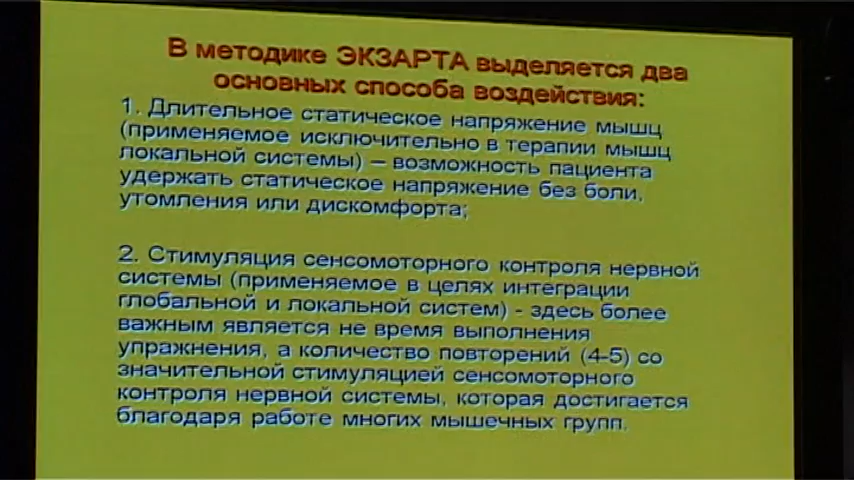 В методике ЭКЗАРТА выделяется два
основных способа воздействия:
1. Длительное статическое напряжение мышц
(применяемое исключительно в терапии мышц
локальной системы) – возможность пациента
удержать статическое напряжение без боли,
утомления или дискомфорта;
2. Стимуляция сенсомоторного контроля нервной
системы (применяемое в целях интеграции
глобальной и локальной систем) - здесь более
важным является не время выполнения
упражнения, а количество повторений (4-5) со
значительной стимуляцией сенсомоторного
контроля нервной системы, которая достигается
благодаря работе многих мышечных групп.